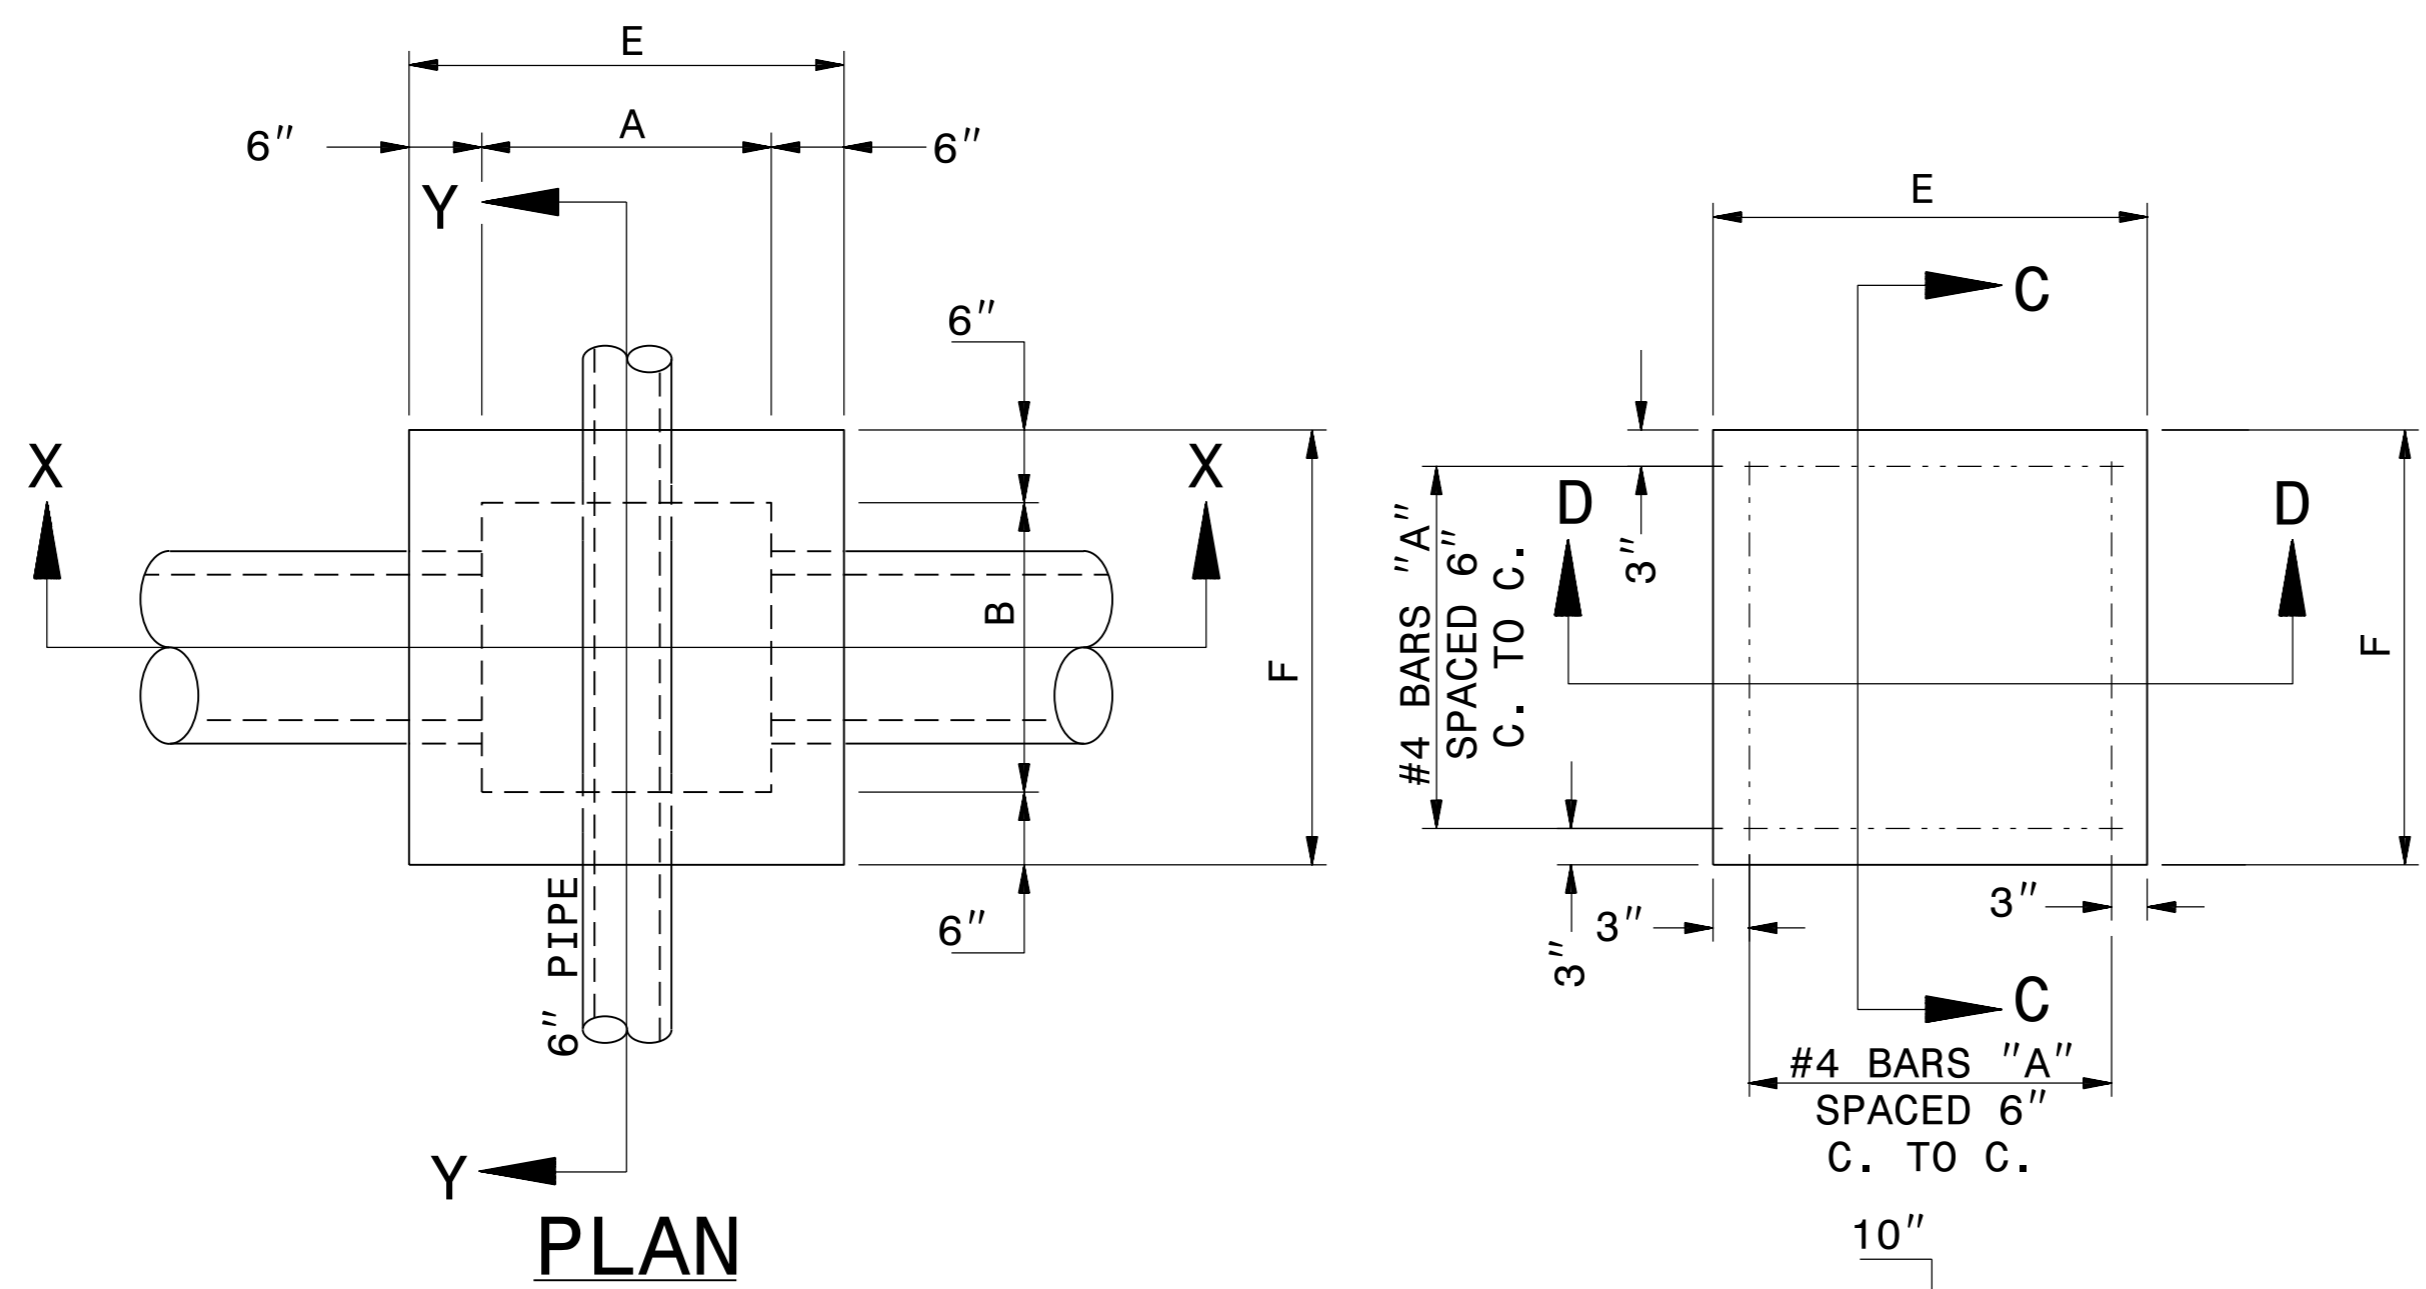 E
A
6"
6"
Y
6"
X
X
B
F
6"
6" PIPE
Y
PLAN
E
C
3"
D
D
#4 BARS "A"
SPACED 6"
C. TO C.
F
3"
3"
3"
C
#4 BARS "A"
SPACED 6"
C. TO C.
10"